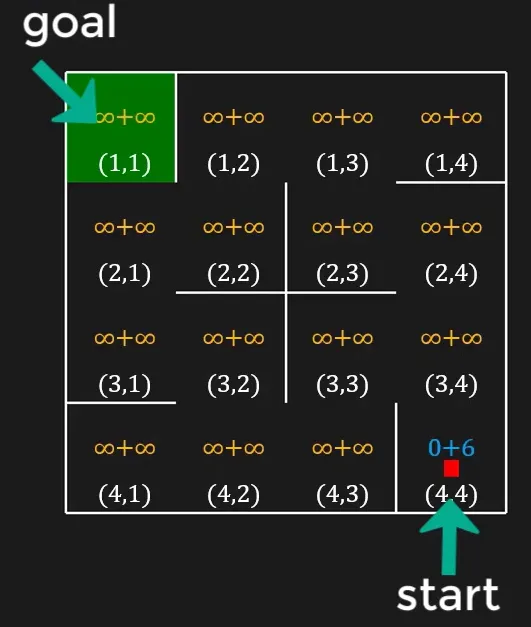 goal
∞+∞ ∞+∞ ∞+∞ ∞+∞
(1,1) (1,2) (1,3) (1,4)
∞+∞ ∞+∞ ∞+∞ ∞+∞
(2,1) (2,2) (2,3) (2,4)
∞+∞ ∞+∞ ∞+∞ ∞+∞
(3,1) (3,2) (3,3) (3,4)
∞+∞ ∞+∞ ∞+∞ 0+6
(4,1) (4,2) (4,3) (4,4)
start